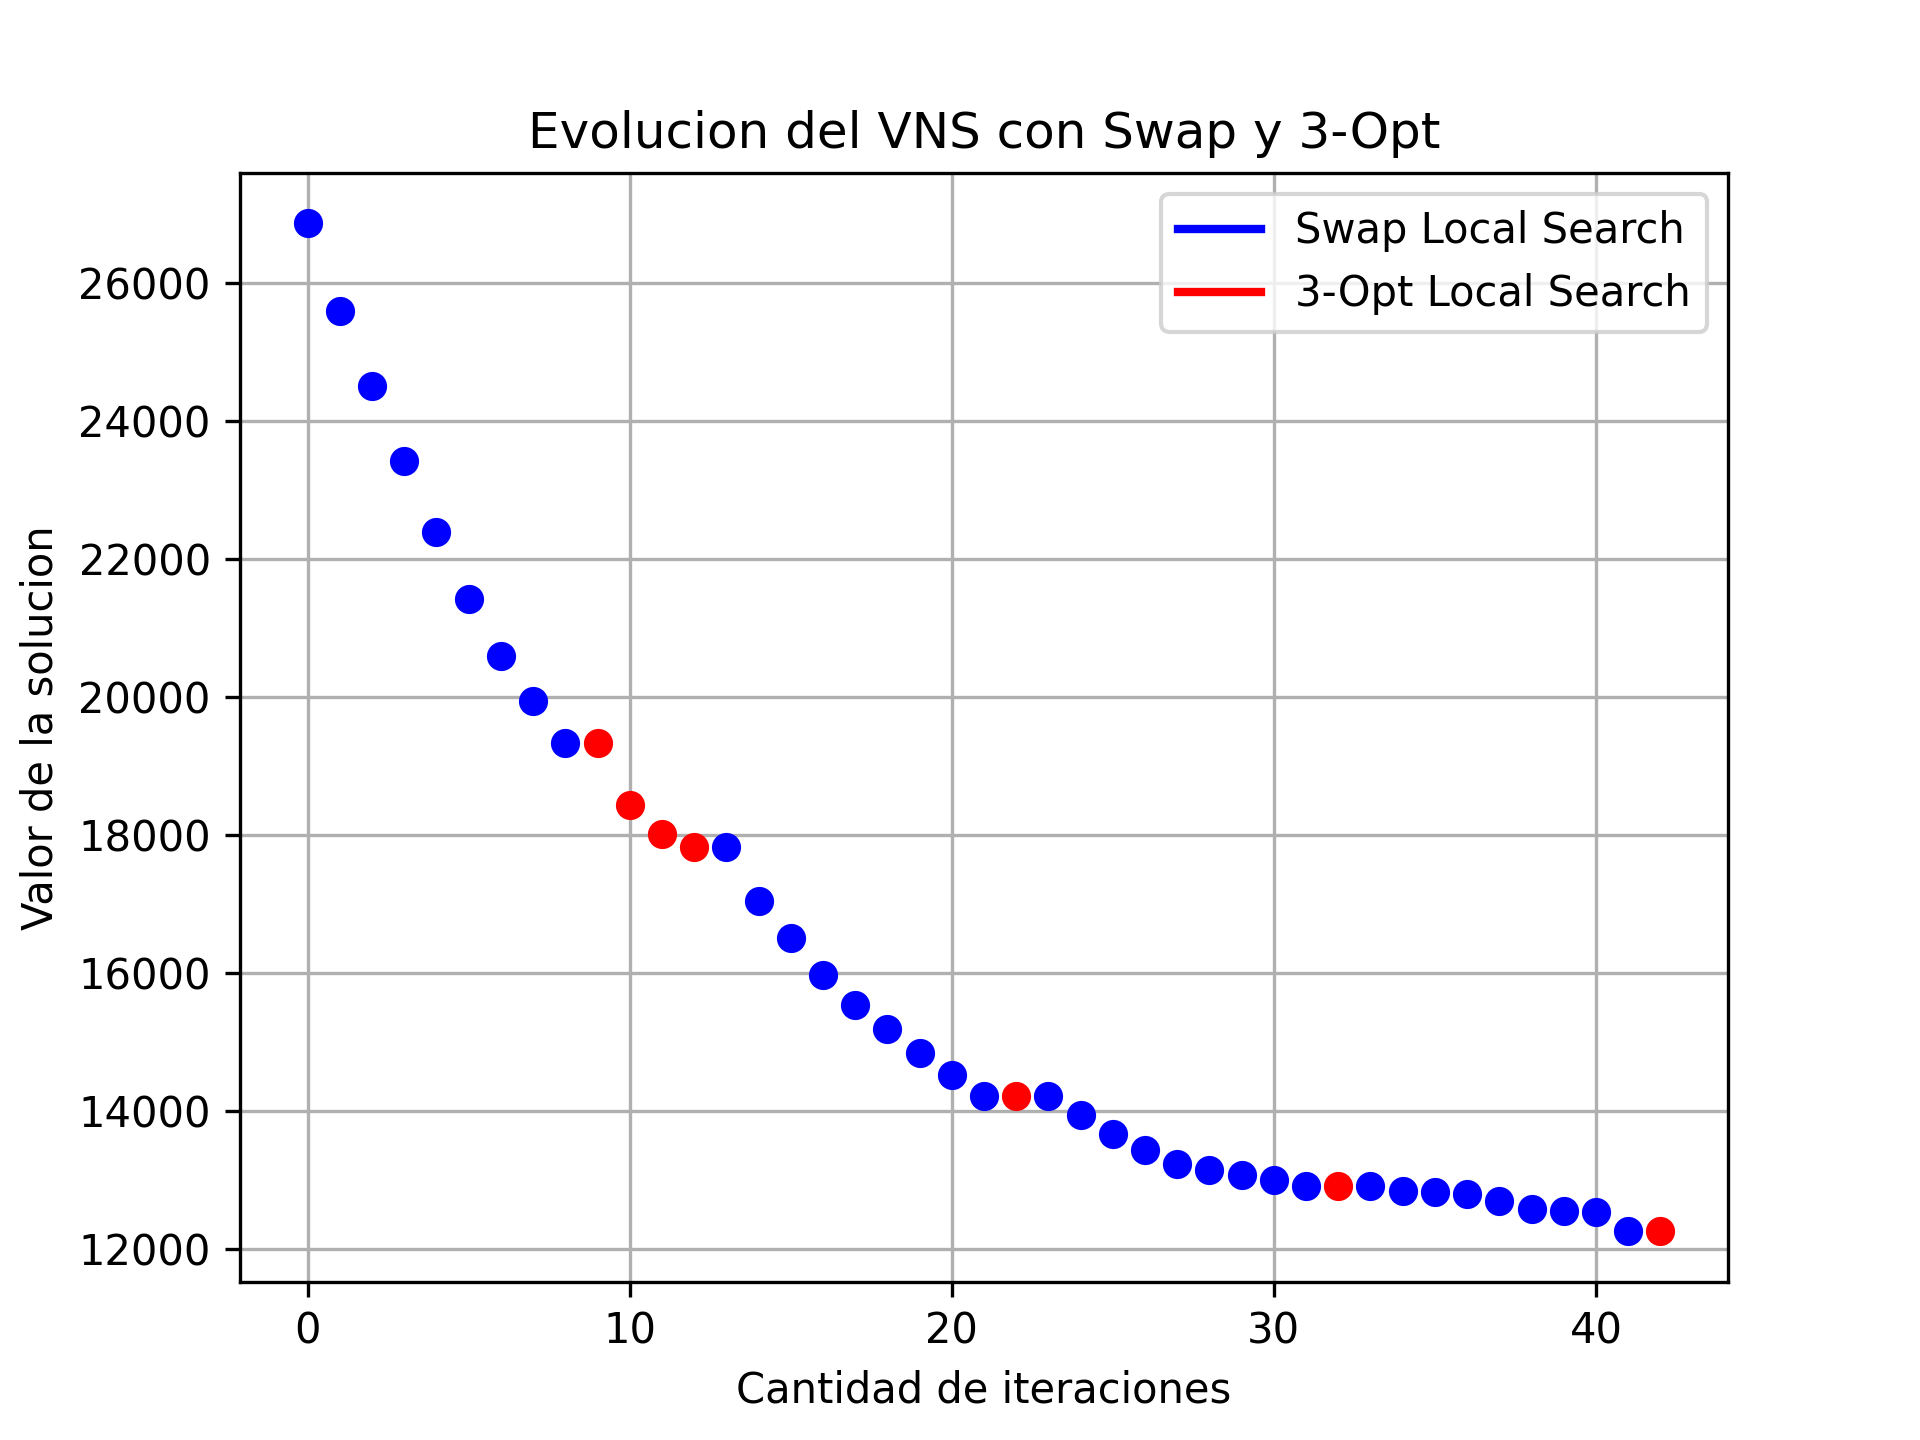 Evolucion del VNS con Swap y 3-Opt
Swap Local Search
3-Opt Local Search
Valor de la solucion
26000
24000
22000
20000
18000
16000
14000
12000
0 10 20 30 40
Cantidad de iteraciones